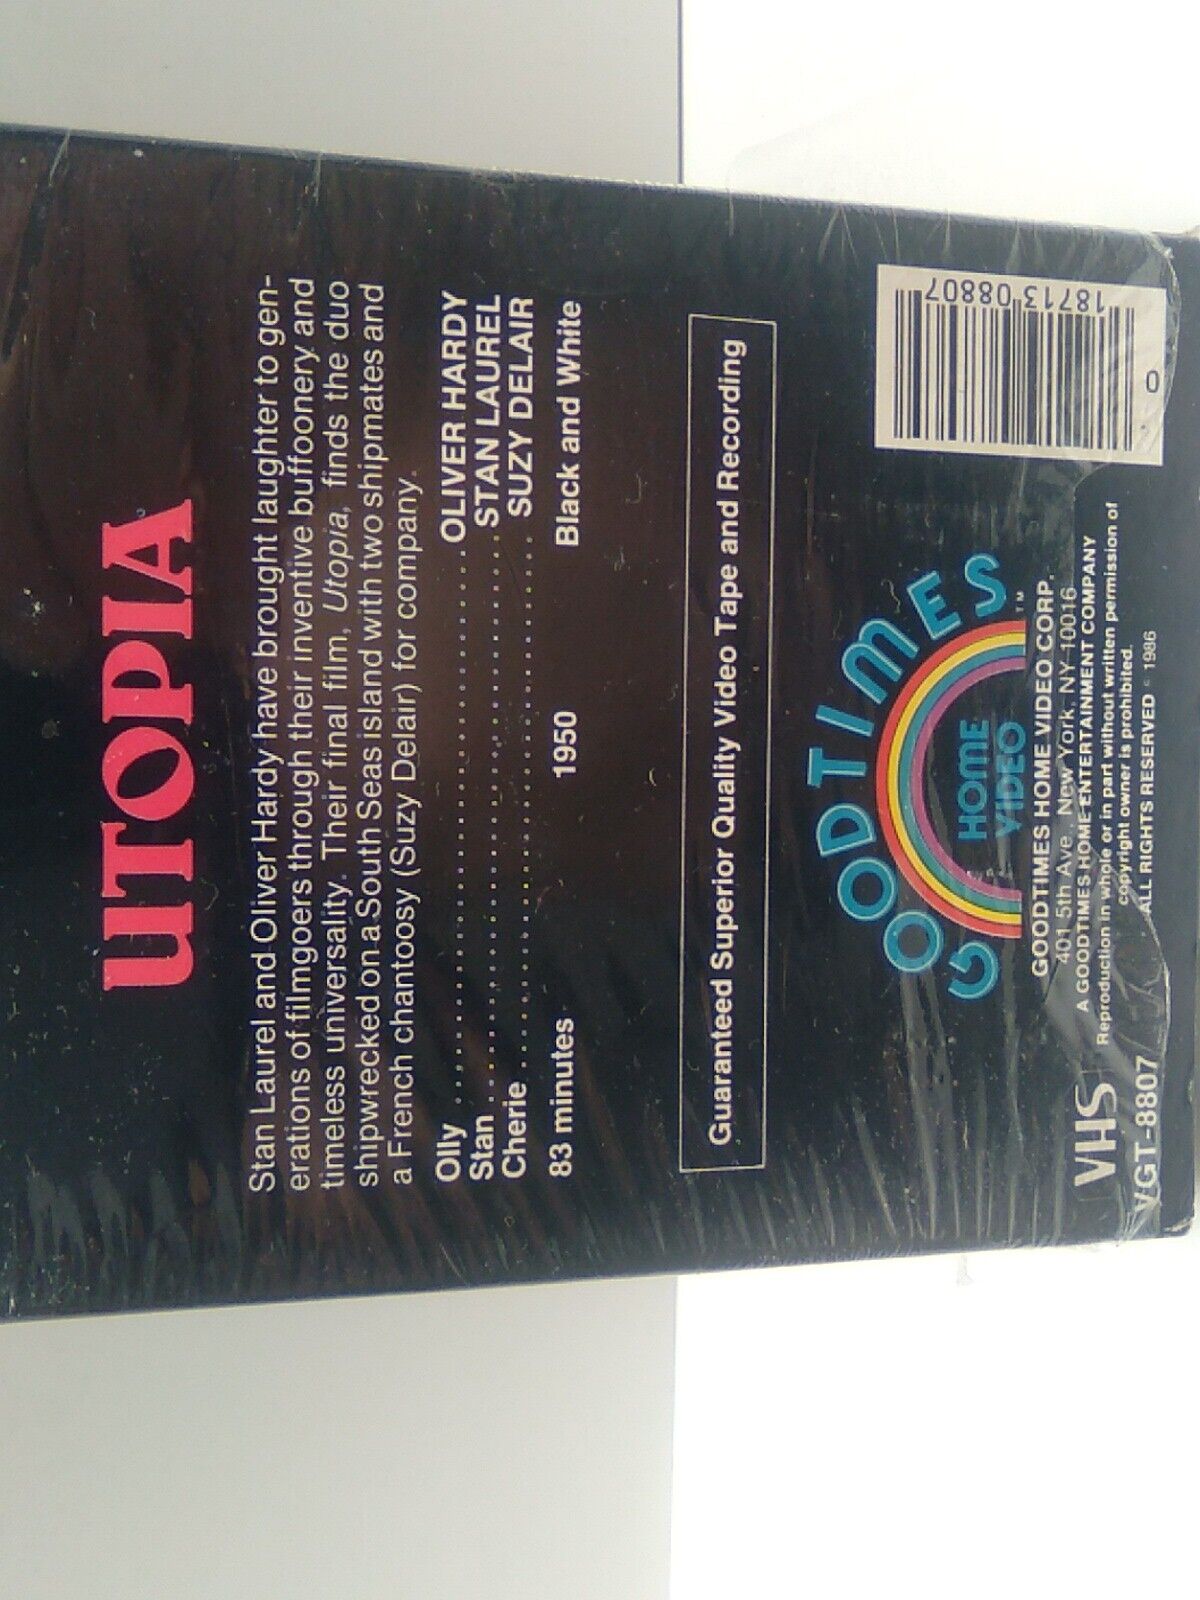 UTOPIA
Stan Laurel and Oliver Hardy have brought laughter to gen-
erations of filmgoers through their inventive buffoonery and
timeless universality. Their final film, Utopia, finds the duo
shipwrecked on a South Seas island with two shipmates and
a French chantoosy (Suzy Delair) for company.
Olly .......... OLIVER HARDY
Stan .......... STAN LAUREL
Cherie .......... SUZY DELAIR
83 minutes 1950 Black and White
Guaranteed Superior Quality Video Tape and Recording
GOODTIMES
HOME
VIDEO
TM
GOODTIMES HOME VIDEO CORP.
401 5th Ave., New York, NY 10016
A GOODTIMES HOME ENTERTAINMENT COMPANY
Reproduction in whole or in part without written permission of
copyright owner is prohibited.
ALL RIGHTS RESERVED © 1986
VHS
VGT-8807
0
18713 08807